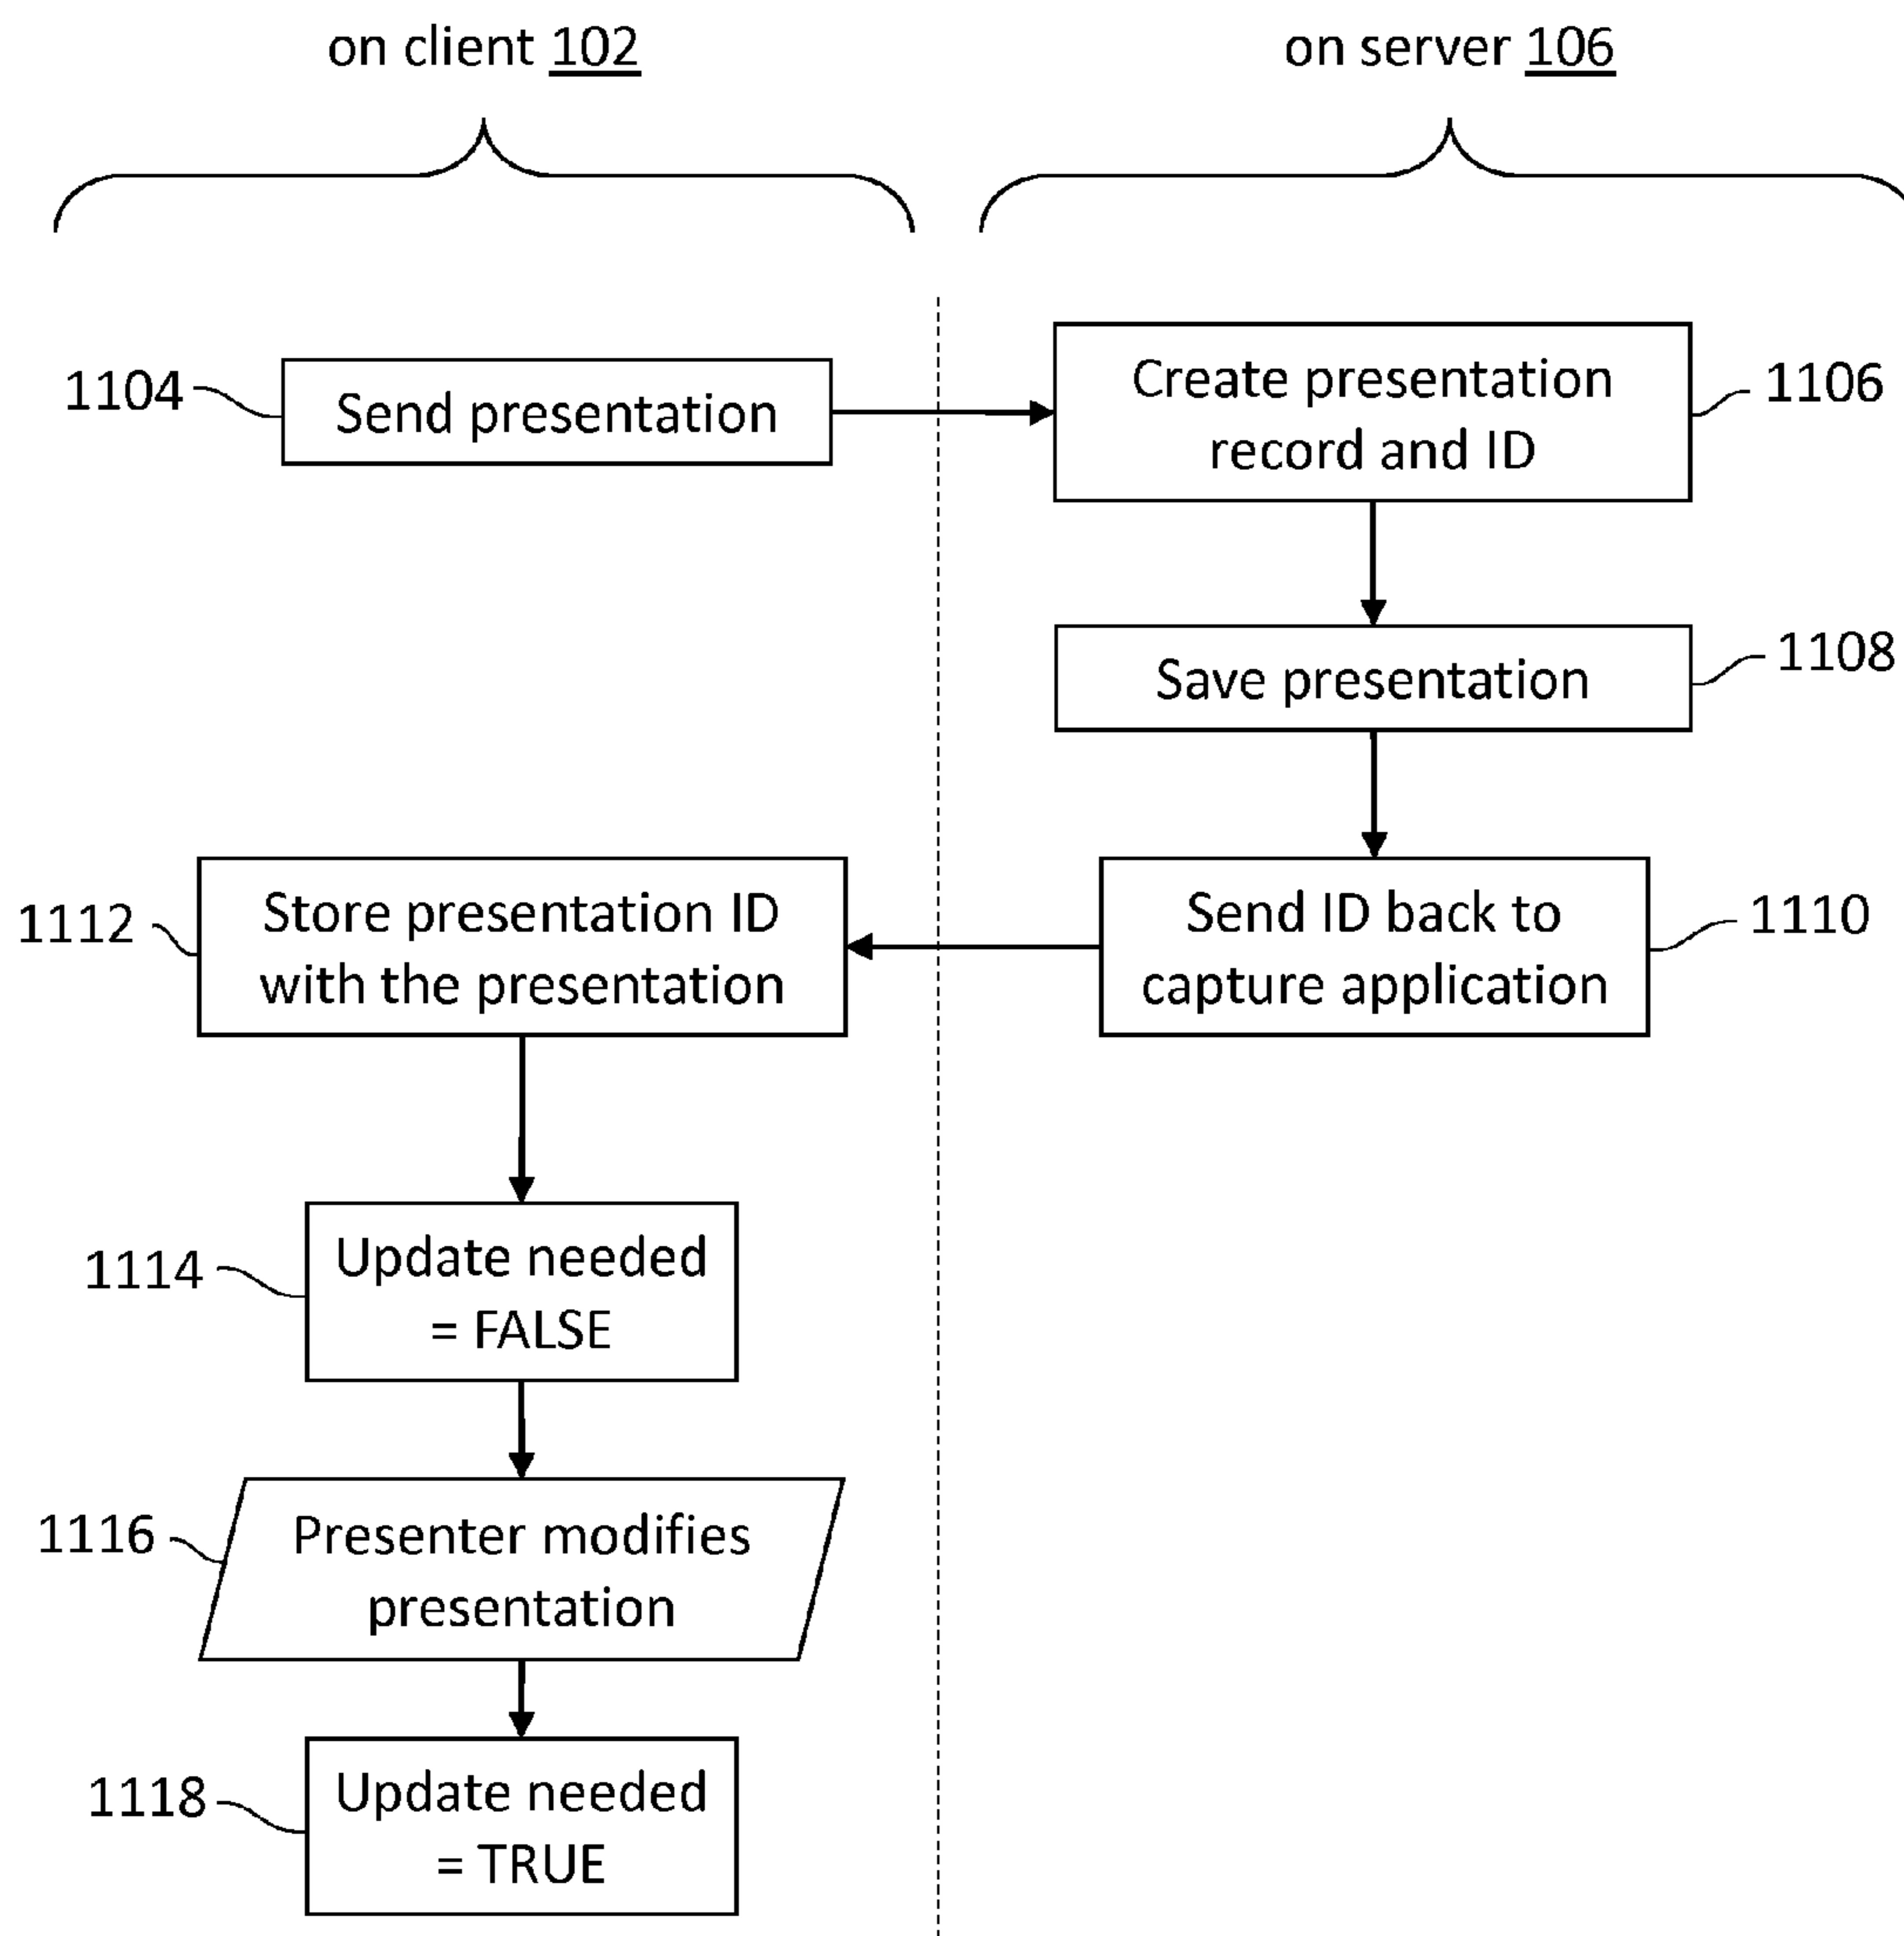 on client 102
on server 106
1104
Send presentation
Create presentation
record and ID
1106
Save presentation
1108
1112
Store presentation ID
with the presentation
Send ID back to
capture application
1110
1114
Update needed
= FALSE
1116
Presenter modifies
presentation
1118
Update needed
= TRUE